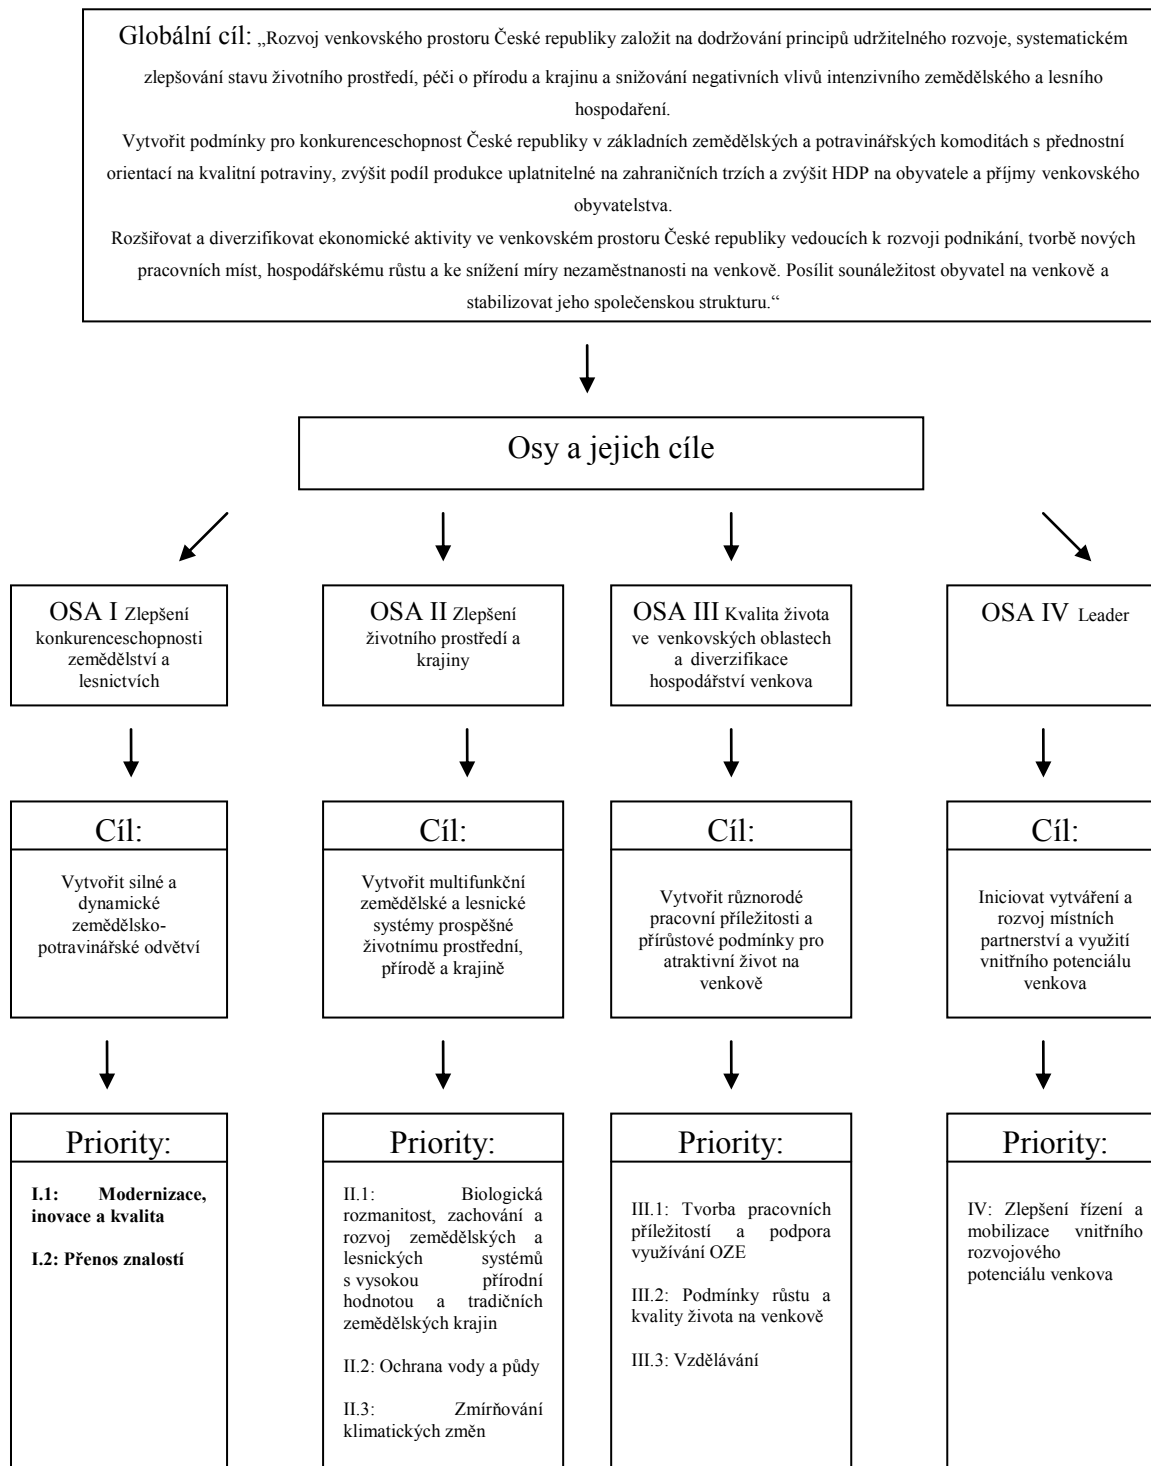 Globální cíl: „Rozvoj venkovského prostoru České republiky založit na dodržování principů udržitelného rozvoje, systematickém
zlepšování stavu životního prostředí, péči o přírodu a krajinu a snižování negativních vlivů intenzivního zemědělského a lesního
hospodaření.
Vytvořit podmínky pro konkurenceschopnost České republiky v základních zemědělských a potravinářských komoditách s přednostní
orientací na kvalitní potraviny, zvýšit podíl produkce uplatnitelné na zahraničních trzích a zvýšit HDP na obyvatele a příjmy venkovského
obyvatelstva.
Rozšiřovat a diverzifikovat ekonomické aktivity ve venkovském prostoru České republiky vedoucích k rozvoji podnikání, tvorbě nových
pracovních míst, hospodářskému růstu a ke snížení míry nezaměstnanosti na venkově. Posílit sounáležitost obyvatel na venkově a
stabilizovat jeho společenskou strukturu.“
Osy a jejich cíle
OSA I Zlepšení
konkurenceschopnosti
zemědělství a
lesnictvích
OSA II Zlepšení
životního prostředí a
krajiny
OSA III Kvalita života
ve venkovských oblastech
a diverzifikace
hospodářství venkova
OSA IV Leader
Cíl:
Vytvořit silné a
dynamické
zemědělsko-
potravinářské odvětví
Cíl:
Vytvořit multifunkční
zemědělské a lesnické
systémy prospěšné
životnímu prostřední,
přírodě a krajině
Cíl:
Vytvořit různorodé
pracovní příležitosti a
přírůstové podmínky pro
atraktivní život na
venkově
Cíl:
Iniciovat vytváření a
rozvoj místních
partnerství a využití
vnitřního potenciálu
venkova
Priority:
I.1: Modernizace,
inovace a kvalita
I.2: Přenos znalostí
Priority:
II.1: Biologická
rozmanitost, zachování a
rozvoj zemědělských a
lesnických systémů
s vysokou přírodní
hodnotou a tradičních
zemědělských krajin
II.2: Ochrana vody a půdy
II.3: Zmírňování
klimatických změn
Priority:
III.1: Tvorba pracovních
příležitostí a podpora
využívání OZE
III.2: Podmínky růstu a
kvality života na venkově
III.3: Vzdělávání
Priority:
IV: Zlepšení řízení a
mobilizace vnitřního
rozvojového
potenciálu venkova